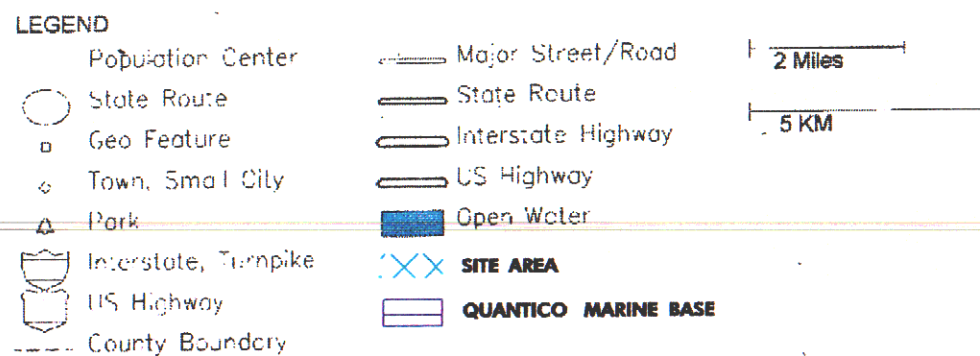 LEGEND
Population Center
State Route
Geo Feature
Town, Small City
Park
Interstate, Turnpike
US Highway
County Boundary
Major Street/Road
State Route
Interstate Highway
US Highway
Open Water
SITE AREA
QUANTICO MARINE BASE
2 Miles
5 KM